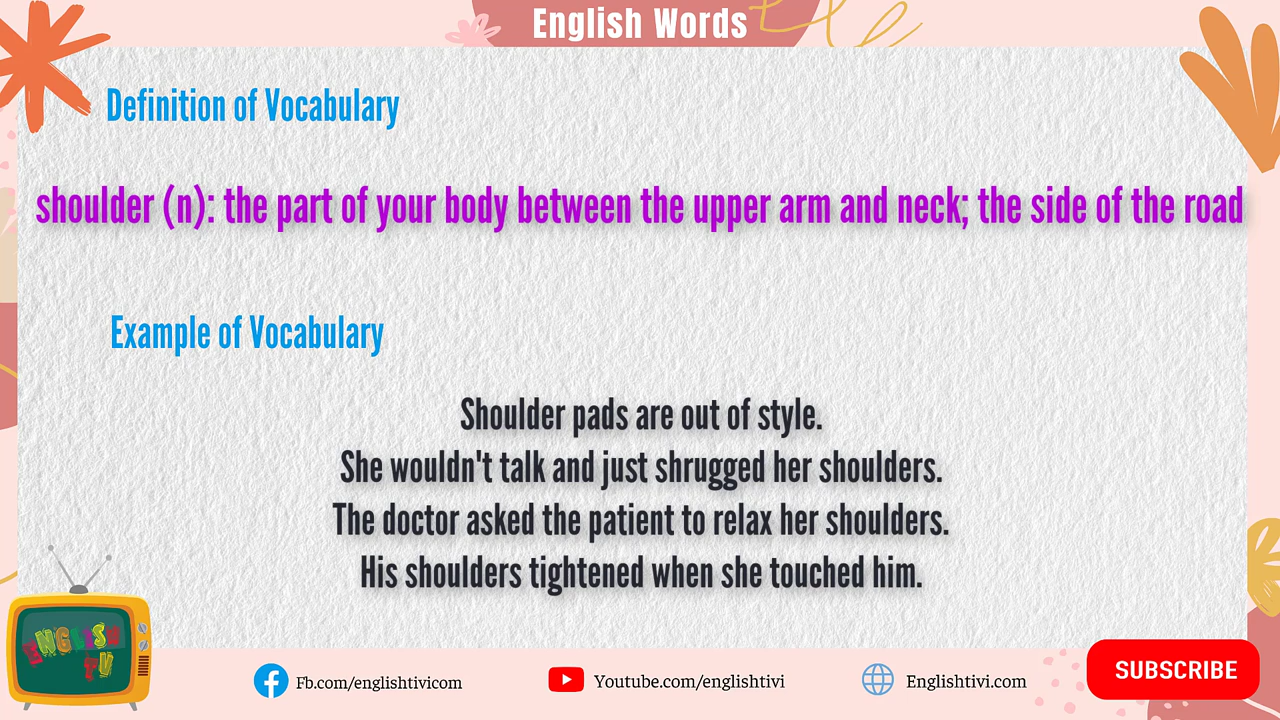 English Words
Definition of Vocabulary
shoulder (n): the part of your body between the upper arm and neck; the side of the road
Example of Vocabulary
Shoulder pads are out of style.
She wouldn't talk and just shrugged her shoulders.
The doctor asked the patient to relax her shoulders.
His shoulders tightened when she touched him.
ENGLISH
TV
Fb.com/englishtivicom
Youtube.com/englishtivi
Englishtivi.com
SUBSCRIBE